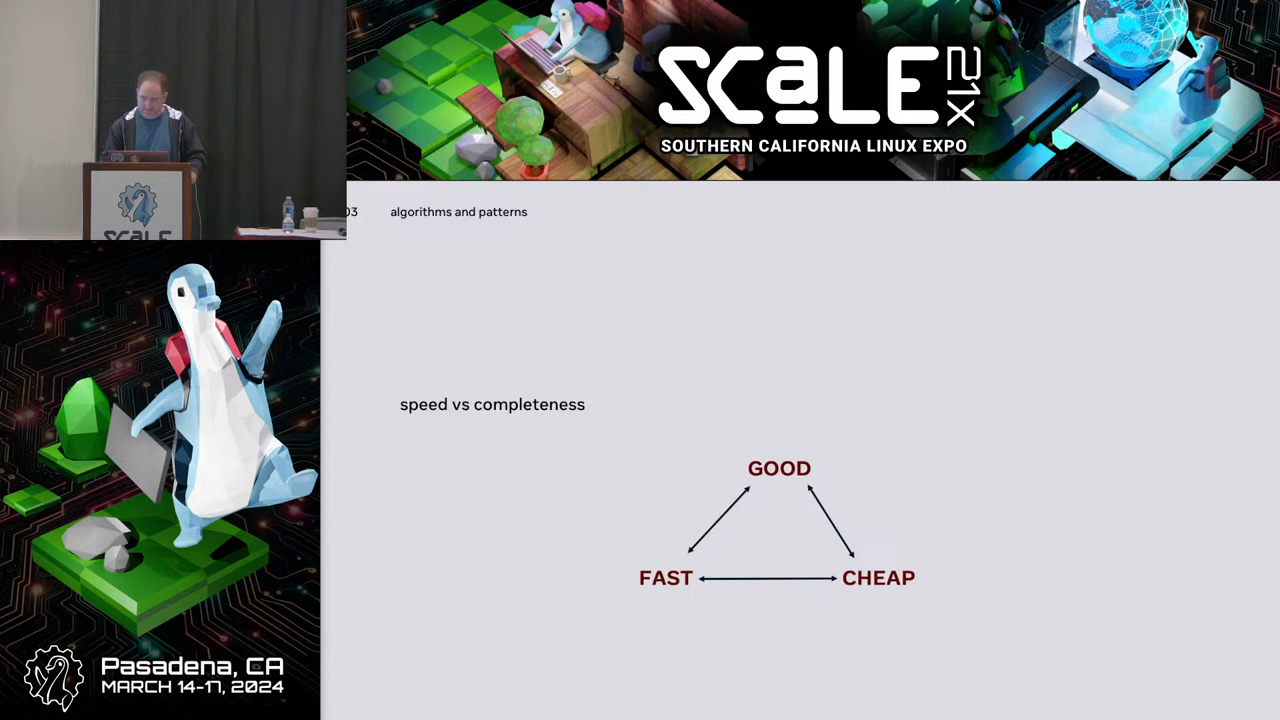 SCALE 21X
SOUTHERN CALIFORNIA LINUX EXPO
03 algorithms and patterns
SCALE
speed vs completeness
GOOD
FAST
CHEAP
Pasadena, CA
MARCH 14-17, 2024